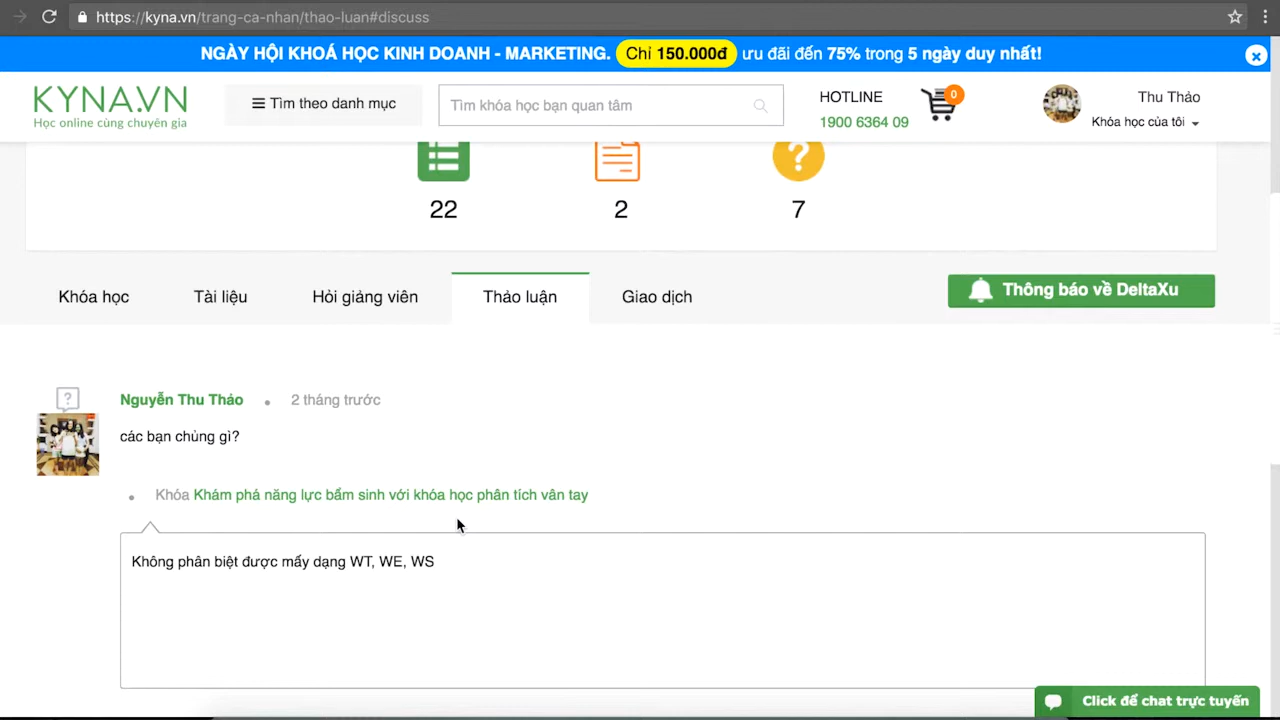 https://kyna.vn/trang-ca-nhan/thao-luan#discuss
NGÀY HỘI KHOÁ HỌC KINH DOANH - MARKETING. Chỉ 150.000đ ưu đãi đến 75% trong 5 ngày duy nhất!
KYNA.VN
Học online cùng chuyên gia
Tìm theo danh mục
Tìm khóa học bạn quan tâm
HOTLINE
1900 6364 09
0
Thu Thảo
Khóa học của tôi
22
2
?
7
Khóa học
Tài liệu
Hỏi giảng viên
Thảo luận
Giao dịch
Thông báo về DeltaXu
?
Nguyễn Thu Thảo • 2 tháng trước
các bạn chủng gì?
• Khóa Khám phá năng lực bẩm sinh với khóa học phân tích vân tay
Không phân biệt được mấy dạng WT, WE, WS
Click để chat trực tuyến